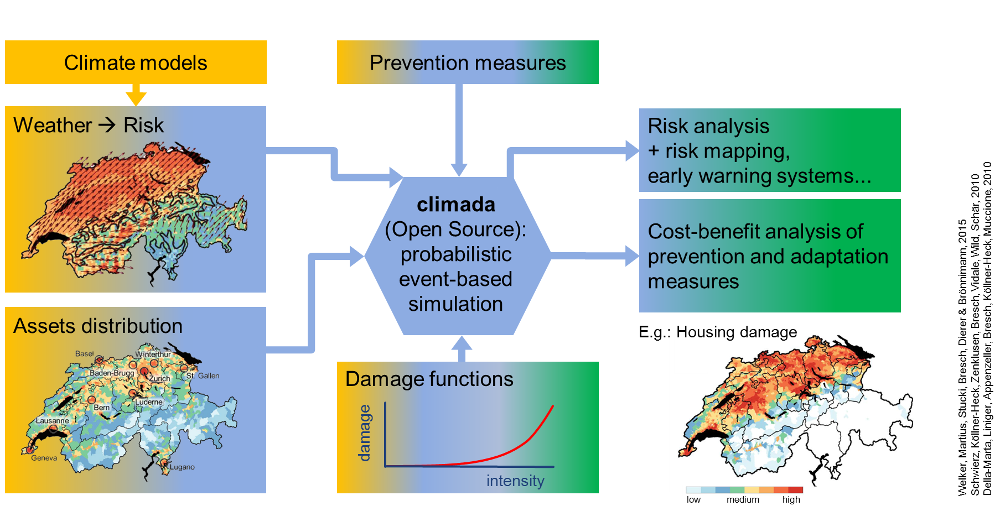 Climate models
Prevention measures
Weather → Risk
Risk analysis
+ risk mapping,
early warning systems...
climada
(Open Source):
probabilistic
event-based
simulation
Cost-benefit analysis of
prevention and adaptation
measures
Assets distribution
Basel
Winterthur
Baden-Brugg
Zurich
St. Gallen
Lucerne
Bern
Lausanne
Geneva
Lugano
Damage functions
damage
intensity
E.g.: Housing damage
low
medium
high
Welker, Martius, Stucki, Bresch, Dierer & Brönnimann, 2015
Schwierz, Köllner-Heck, Zenklusen, Bresch, Vidale, Wild, Schär, 2010
Della-Marta, Liniger, Appenzeller, Bresch, Köllner-Heck, Muccione, 2010